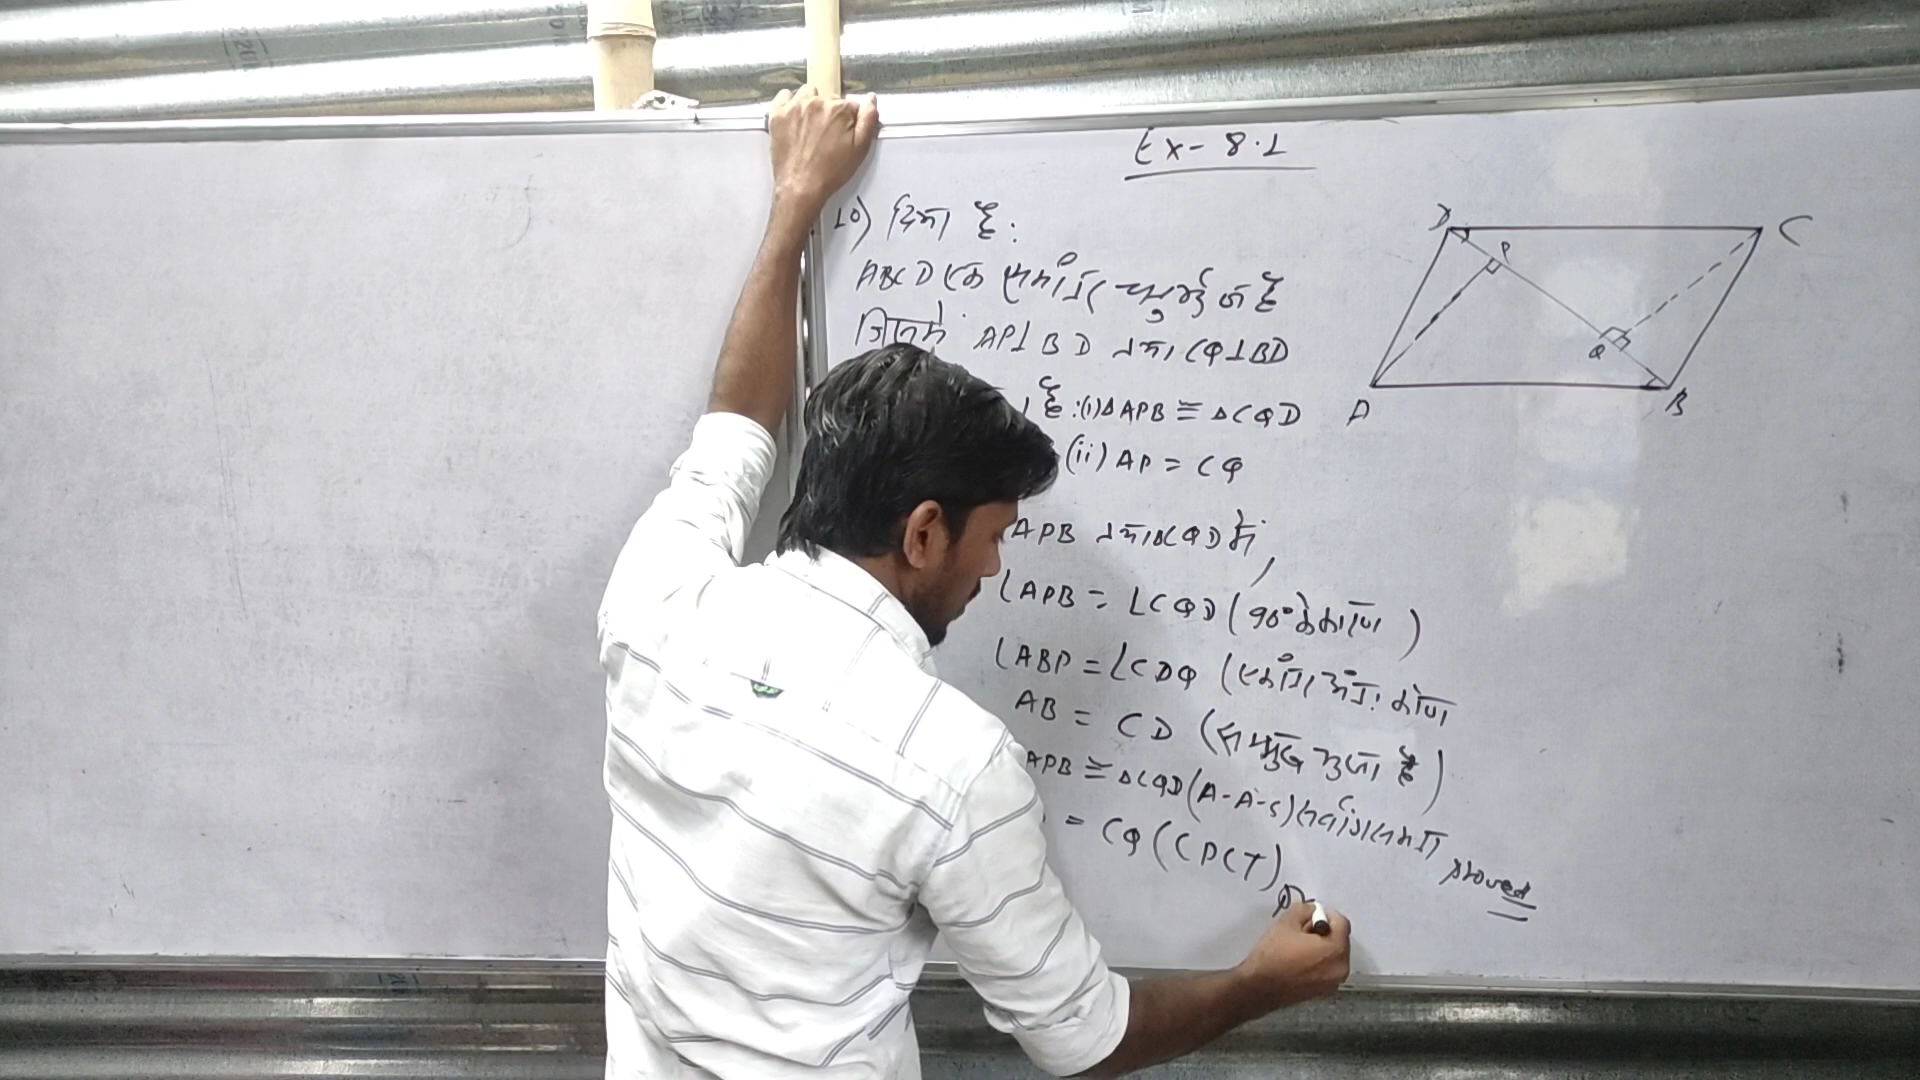 Ex- 8.1
10) दिया है:
ABCD एक समांतर चतुर्भुज है
जिसमें AP⊥BD तथा CQ⊥BD
है :(i) ΔAPB ≅ ΔCQD
(ii) AP = CQ
APB तथा ΔCQD में,
∠APB = ∠CQD (90° के कोण)
∠ABP = ∠CDQ (एकांतर अंतः कोण
AB = CD (सम्मुख भुजा है)
APB ≅ ΔCQD (A-A-S) सर्वांगसमता proved
= CQ (CPCT)
D
C
P
Q
A
B